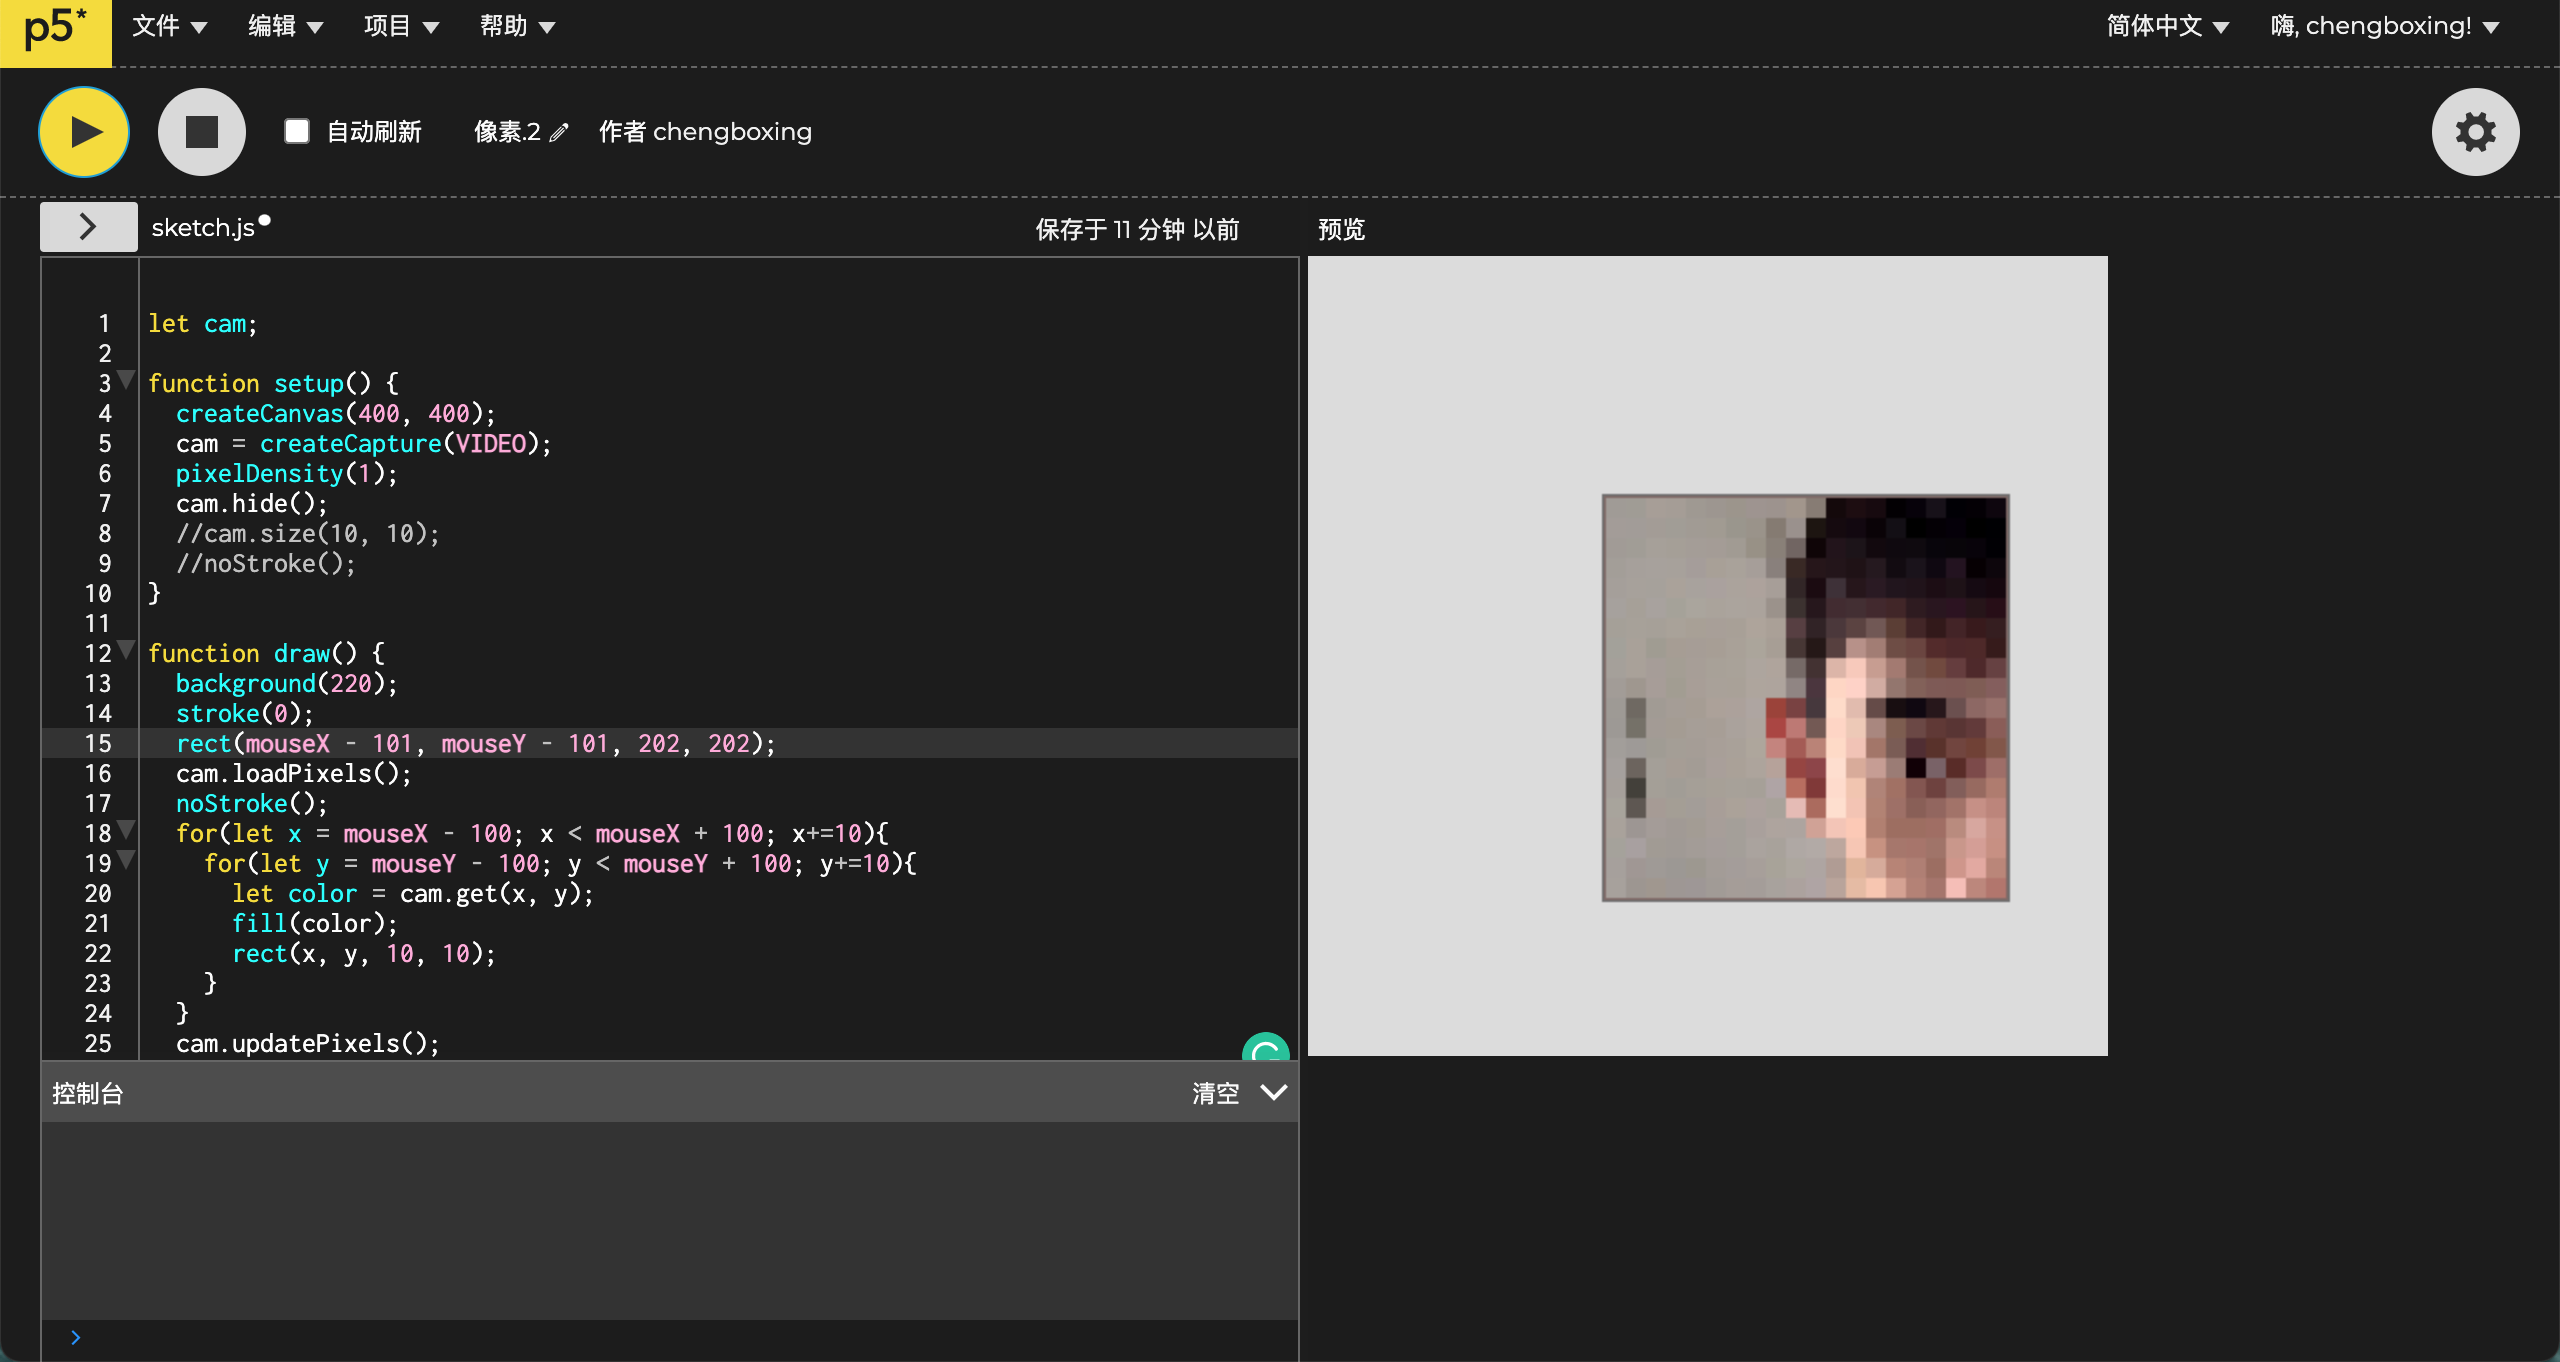 p5*
文件 编辑 项目 帮助 简体中文 嗨, chengboxing!
自动刷新 像素.2 作者 chengboxing
sketch.js 保存于 11 分钟 以前 预览
1 let cam;
2
3 function setup() {
4 createCanvas(400, 400);
5 cam = createCapture(VIDEO);
6 pixelDensity(1);
7 cam.hide();
8 //cam.size(10, 10);
9 //noStroke();
10 }
11
12 function draw() {
13 background(220);
14 stroke(0);
15 rect(mouseX - 101, mouseY - 101, 202, 202);
16 cam.loadPixels();
17 noStroke();
18 for(let x = mouseX - 100; x < mouseX + 100; x+=10){
19 for(let y = mouseY - 100; y < mouseY + 100; y+=10){
20 let color = cam.get(x, y);
21 fill(color);
22 rect(x, y, 10, 10);
23 }
24 }
25 cam.updatePixels();
控制台 清空